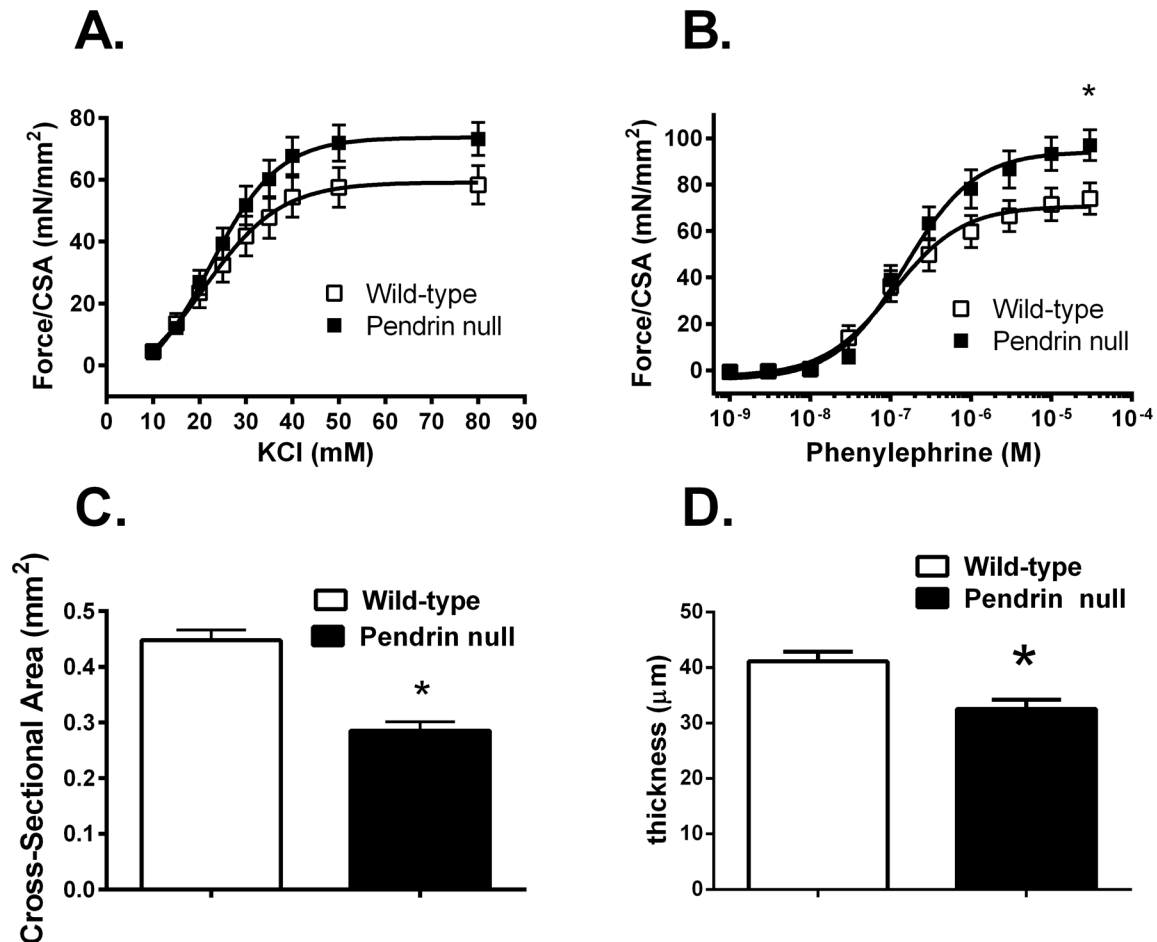 A.
80
60
40
20
0
Force/CSA (mN/mm²)
Wild-type
Pendrin null
0 10 20 30 40 50 60 70 80 90
KCl (mM)
B.
*
100
80
60
40
20
0
Force/CSA (mN/mm²)
Wild-type
Pendrin null
10⁻⁹ 10⁻⁸ 10⁻⁷ 10⁻⁶ 10⁻⁵ 10⁻⁴
Phenylephrine (M)
C.
Wild-type
Pendrin null
0.5
0.4
0.3
0.2
0.1
0.0
Cross-Sectional Area (mm²)
*
D.
Wild-type
Pendrin null
50
40
30
20
10
0
thickness (μm)
*